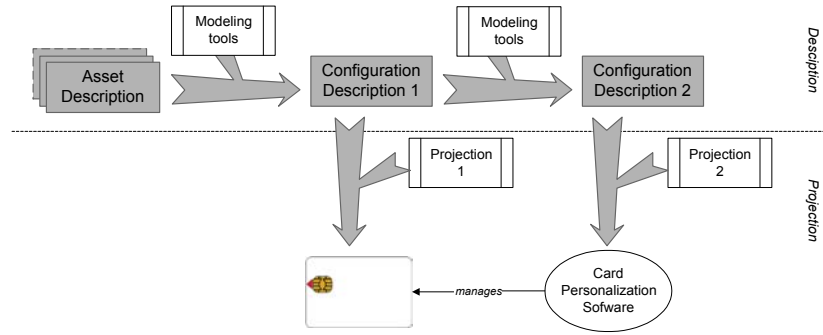 Modeling
tools
Modeling
tools
Asset
Description
Configuration
Description 1
Configuration
Description 2
Desciption
Projection
1
Projection
2
Projection
manages
Card
Personalization
Sofware